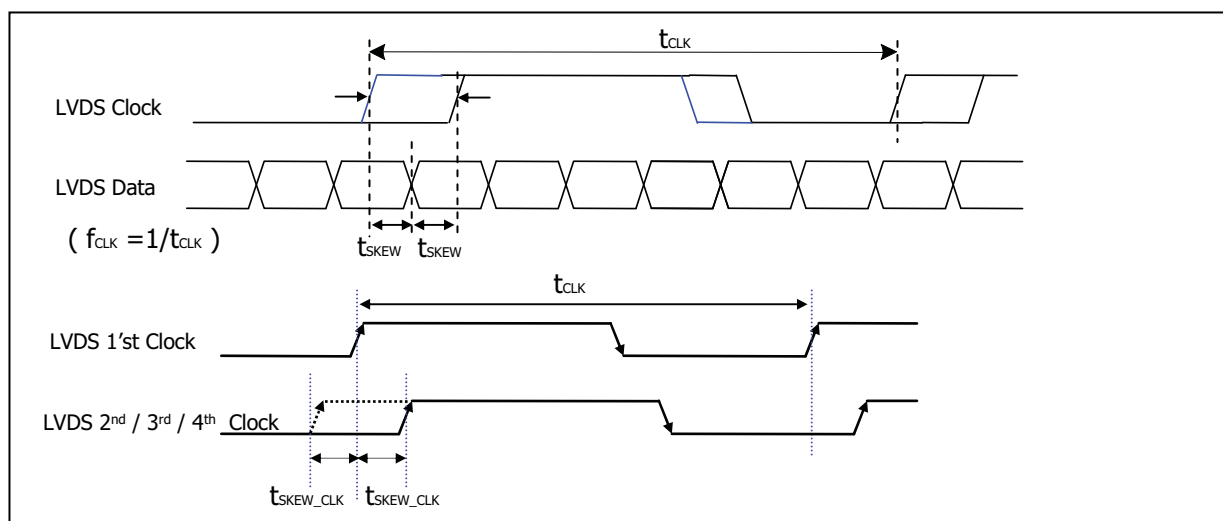 tCLK
LVDS Clock
LVDS Data
( fCLK =1/tCLK )
tSKEW tSKEW
tCLK
LVDS 1'st Clock
LVDS 2nd / 3rd / 4th Clock
tSKEW_CLK tSKEW_CLK